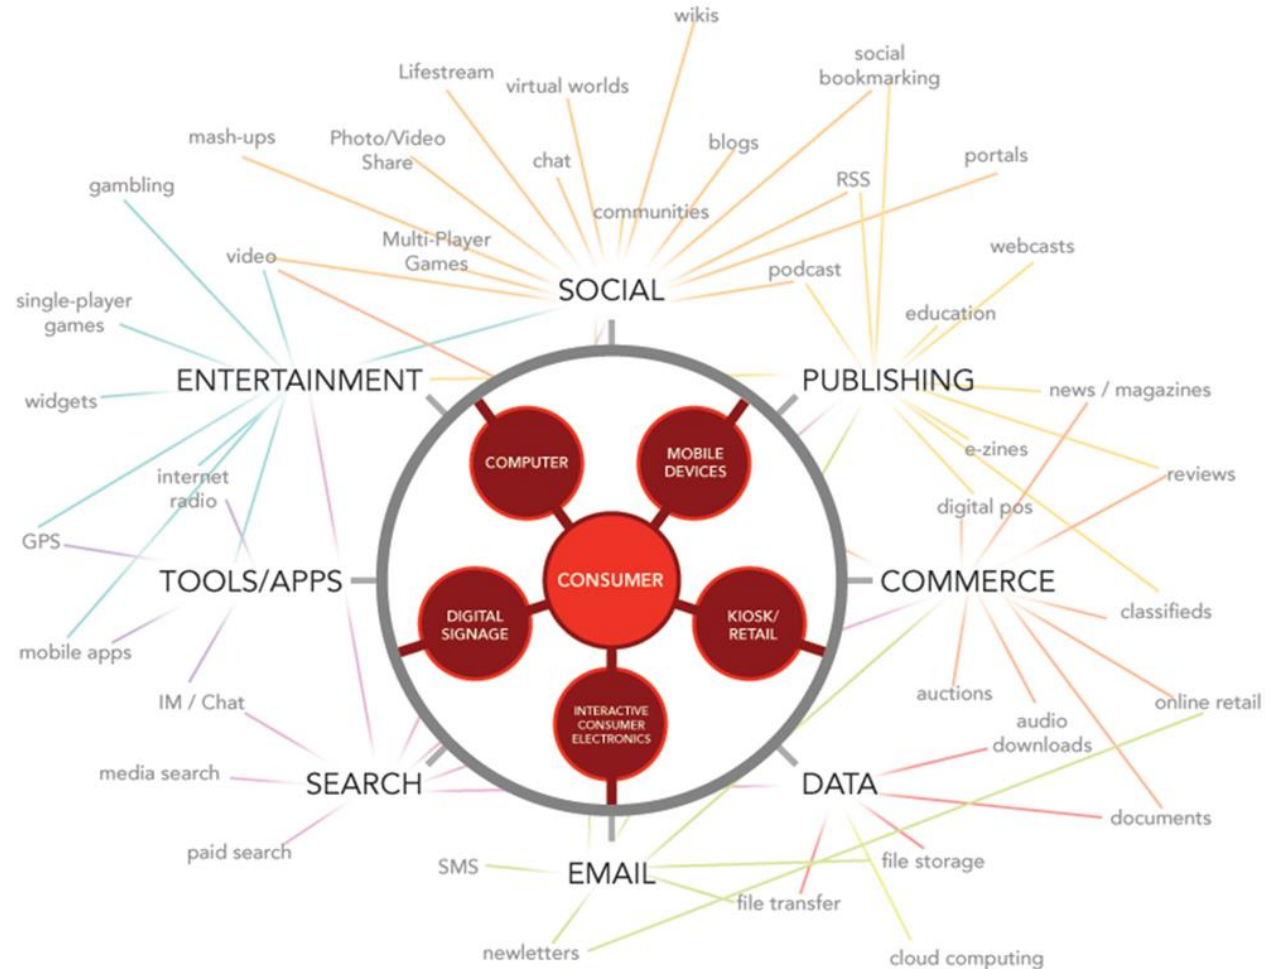 wikis
social
bookmarking
Lifestream
virtual worlds
mash-ups
Photo/Video
Share
chat
blogs
portals
gambling
RSS
communities
video
Multi-Player
Games
webcasts
podcast
SOCIAL
single-player
games
education
ENTERTAINMENT
PUBLISHING
widgets
news / magazines
COMPUTER
MOBILE
DEVICES
e-zines
internet
radio
reviews
digital pos
GPS
TOOLS/APPS
CONSUMER
COMMERCE
DIGITAL
SIGNAGE
KIOSK/
RETAIL
classifieds
mobile apps
IM / Chat
INTERACTIVE
CONSUMER
ELECTRONICS
auctions
online retail
audio
downloads
media search
SEARCH
DATA
documents
paid search
SMS
EMAIL
file storage
file transfer
newletters
cloud computing